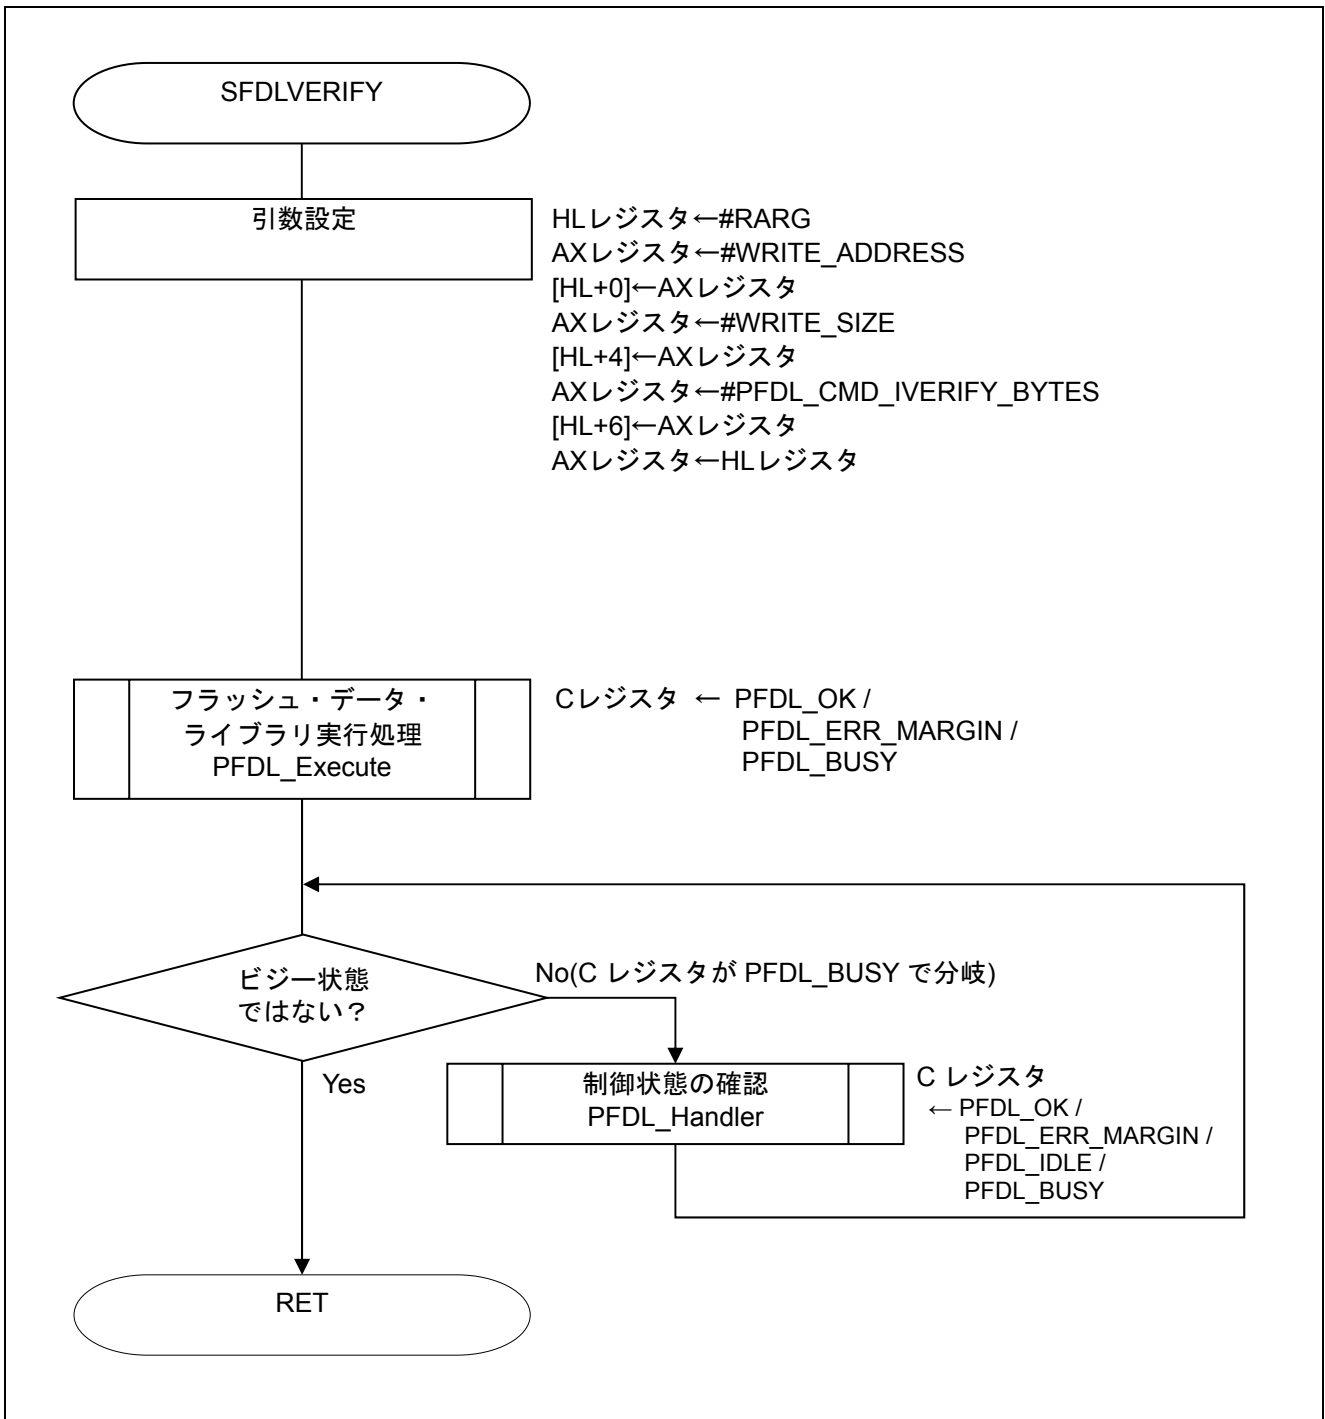 SFDLVERIFY
引数設定
HLレジスタ←#RARG
AXレジスタ←#WRITE_ADDRESS
[HL+0]←AXレジスタ
AXレジスタ←#WRITE_SIZE
[HL+4]←AXレジスタ
AXレジスタ←#PFDL_CMD_IVERIFY_BYTES
[HL+6]←AXレジスタ
AXレジスタ←HLレジスタ
フラッシュ・データ・
ライブラリ実行処理
PFDL_Execute
Cレジスタ ← PFDL_OK /
PFDL_ERR_MARGIN /
PFDL_BUSY
ビジー状態
ではない？
No(C レジスタが PFDL_BUSY で分岐)
Yes
制御状態の確認
PFDL_Handler
C レジスタ
← PFDL_OK /
PFDL_ERR_MARGIN /
PFDL_IDLE /
PFDL_BUSY
RET